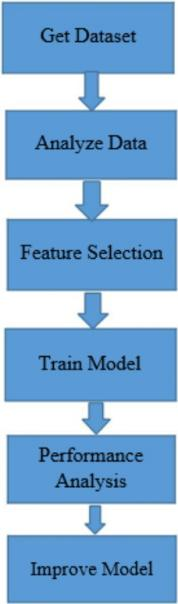 Get Dataset
Analyze Data
Feature Selection
Train Model
Performance
Analysis
Improve Model